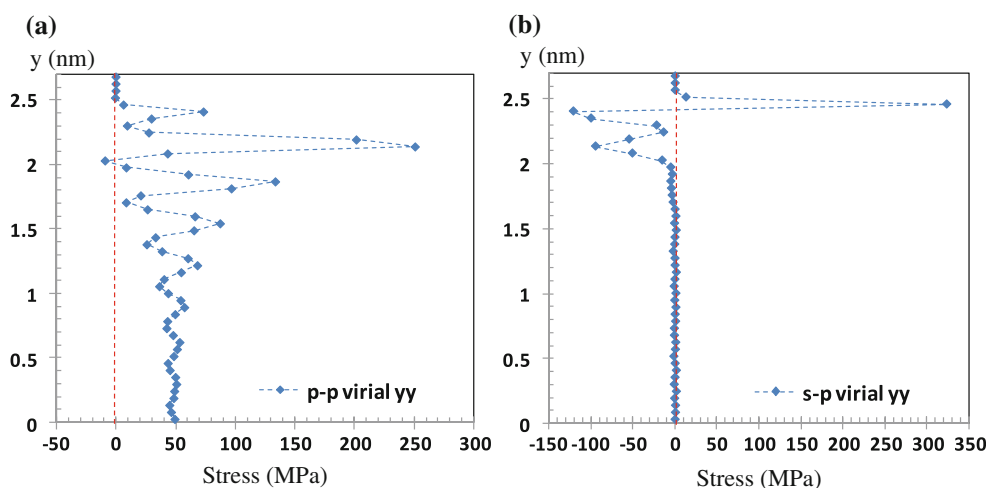 (a)
y (nm)
2.5
2
1.5
1
0.5
0
-50 0 50 100 150 200 250 300
p-p virial yy
Stress (MPa)
(b)
y (nm)
2.5
2
1.5
1
0.5
0
-150 -100 -50 0 50 100 150 200 250 300 350
s-p virial yy
Stress (MPa)